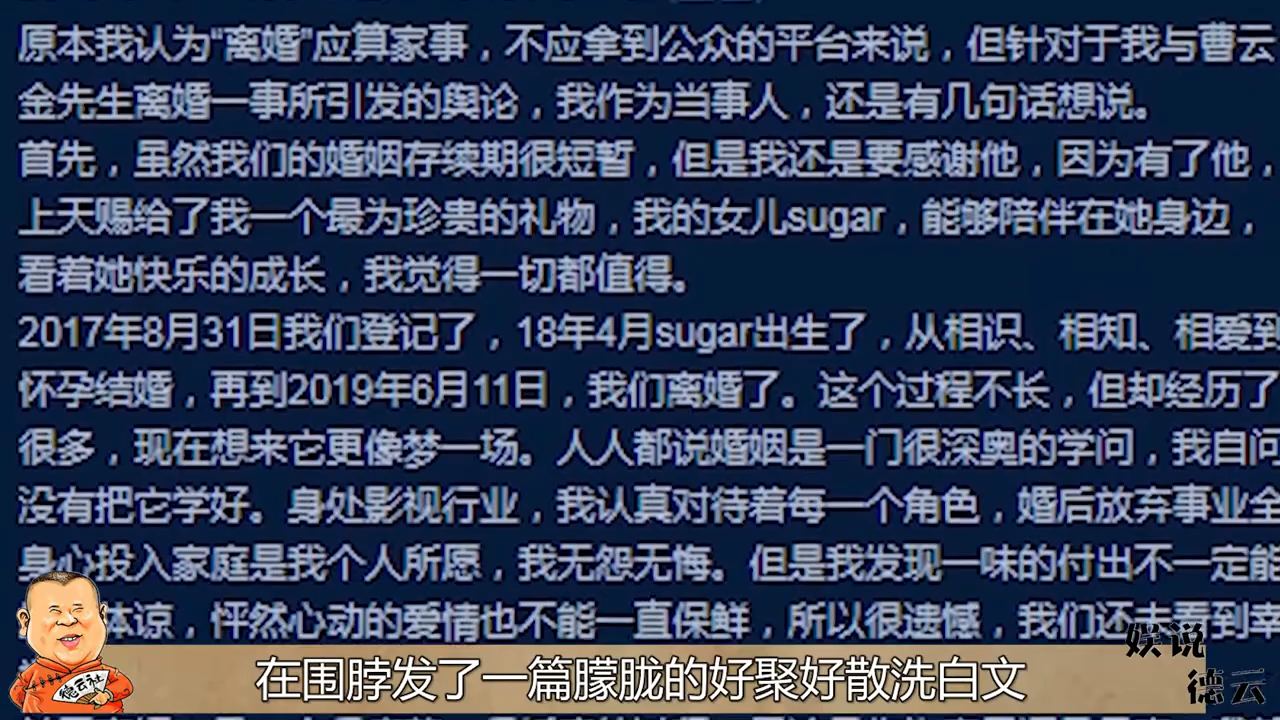 原本我认为“离婚”应算家事，不应拿到公众的平台来说，但针对于我与曹云
金先生离婚一事所引发的舆论，我作为当事人，还是有几句话想说。
首先，虽然我们的婚姻存续期很短暂，但是我还是要感谢他，因为有了他，
上天赐给了我一个最为珍贵的礼物，我的女儿sugar，能够陪伴在她身边，
看着她快乐的成长，我觉得一切都值得。
2017年8月31日我们登记了，18年4月sugar出生了，从相识、相知、相爱到
怀孕结婚，再到2019年6月11日，我们离婚了。这个过程不长，但却经历了
很多，现在想来它更像梦一场。人人都说婚姻是一门很深奥的学问，我自问
没有把它学好。身处影视行业，我认真对待着每一个角色，婚后放弃事业全
身心投入家庭是我个人所愿，我无怨无悔。但是我发现一味的付出不一定能
体谅，怦然心动的爱情也不能一直保鲜，所以很遗憾，我们还未看到幸
娱说
德云
德云社
在围脖发了一篇朦胧的好聚好散洗白文